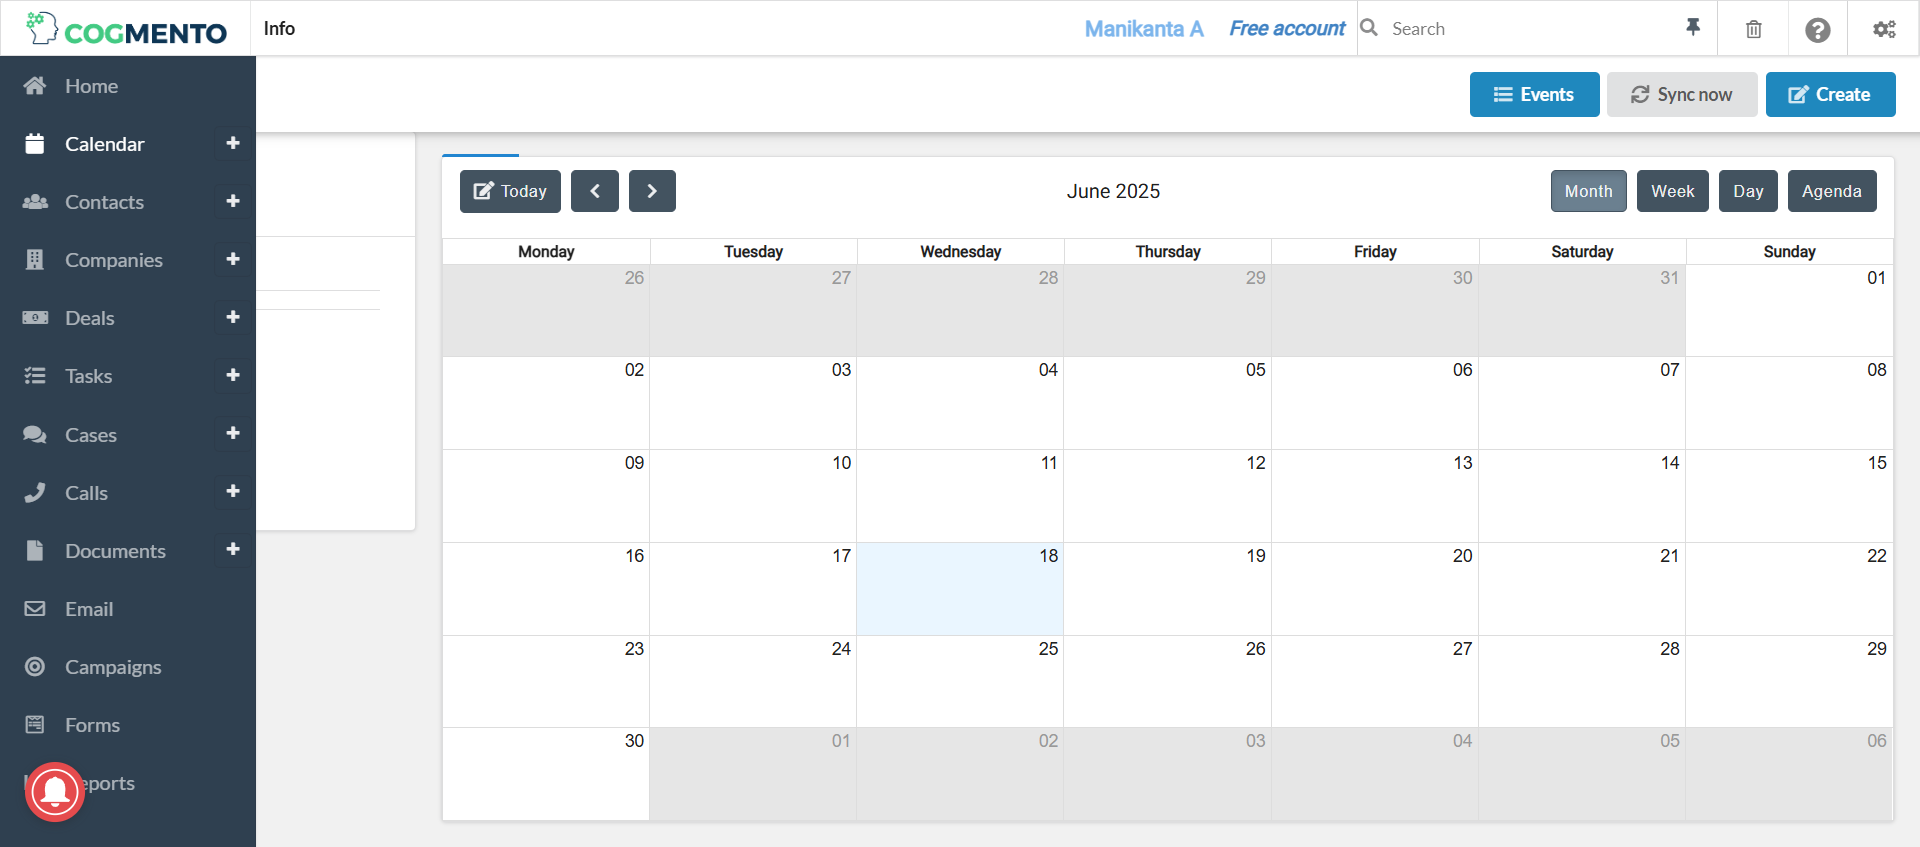 COGMENTO
Info
Manikanta A
Free account
Search
Home
Calendar
Contacts
Companies
Deals
Tasks
Cases
Calls
Documents
Email
Campaigns
Forms
eports
Events
Sync now
Create
Today
June 2025
Month
Week
Day
Agenda
Monday Tuesday Wednesday Thursday Friday Saturday Sunday
26 27 28 29 30 31 01
02 03 04 05 06 07 08
09 10 11 12 13 14 15
16 17 18 19 20 21 22
23 24 25 26 27 28 29
30 01 02 03 04 05 06